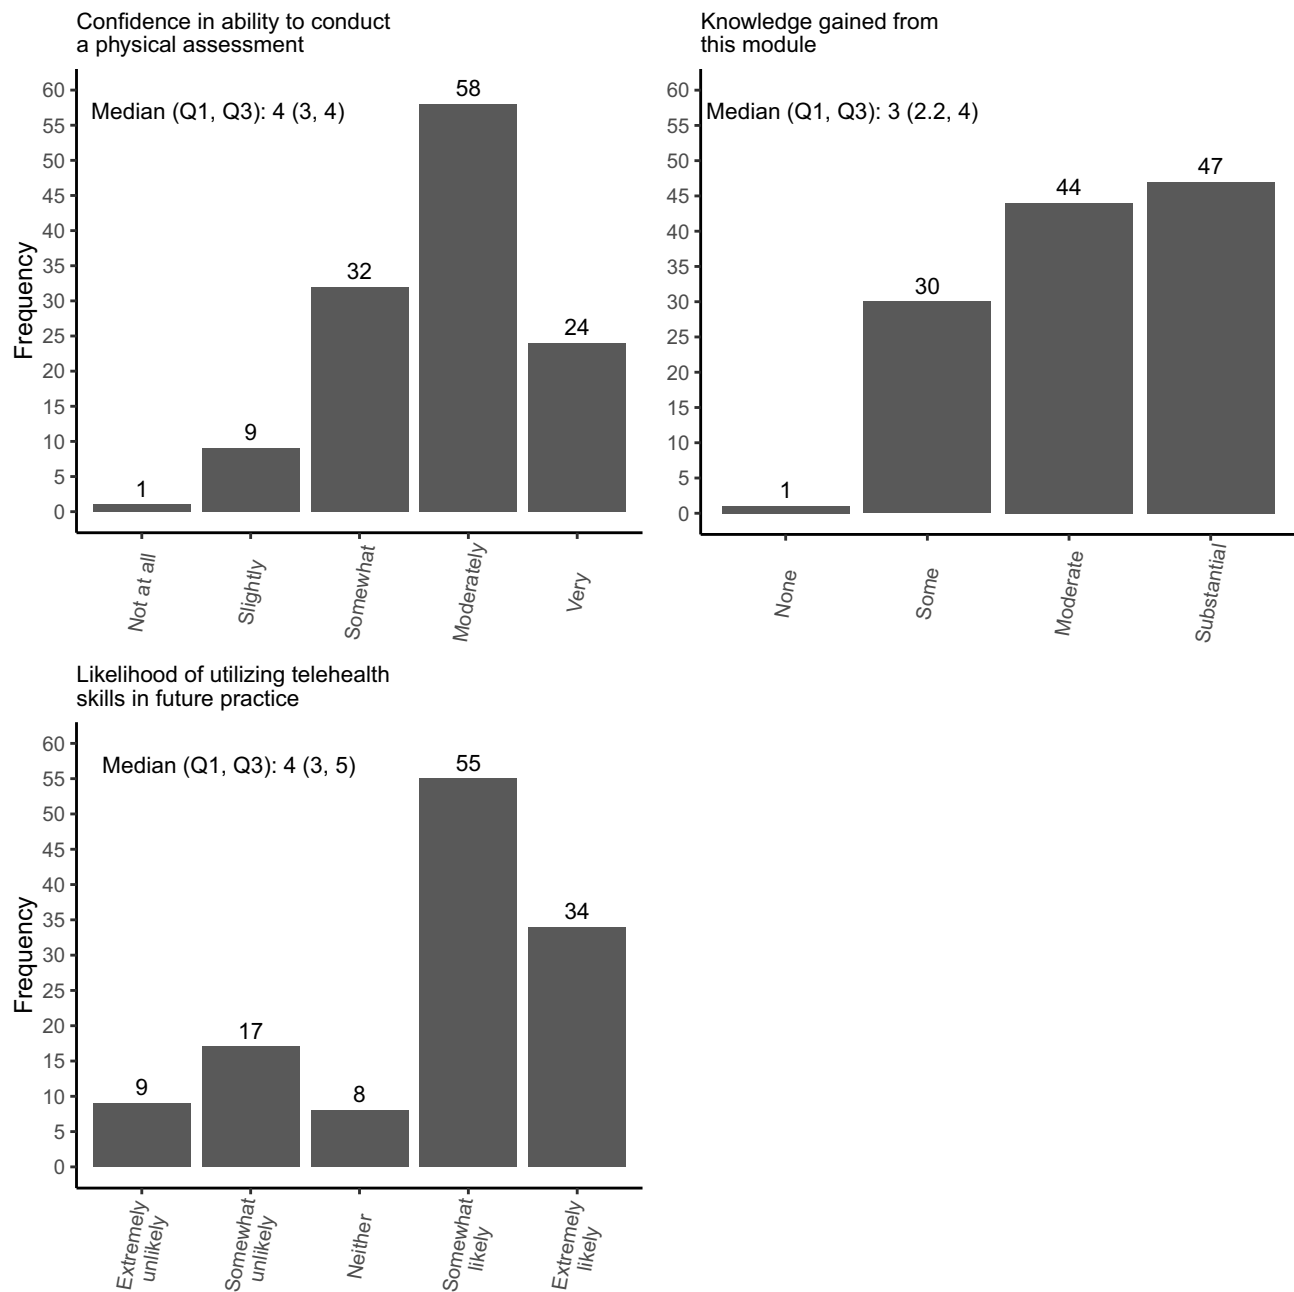 Confidence in ability to conduct
a physical assessment
Median (Q1, Q3): 4 (3, 4)
Frequency
60
55
50
45
40
35
30
25
20
15
10
5
0
1
9
32
58
24
Not at all
Slightly
Somewhat
Moderately
Very
Knowledge gained from
this module
Median (Q1, Q3): 3 (2.2, 4)
60
55
50
45
40
35
30
25
20
15
10
5
0
1
30
44
47
None
Some
Moderate
Substantial
Likelihood of utilizing telehealth
skills in future practice
Median (Q1, Q3): 4 (3, 5)
Frequency
60
55
50
45
40
35
30
25
20
15
10
5
0
9
17
8
55
34
Extremely
unlikely
Somewhat
unlikely
Neither
Somewhat
likely
Extremely
likely